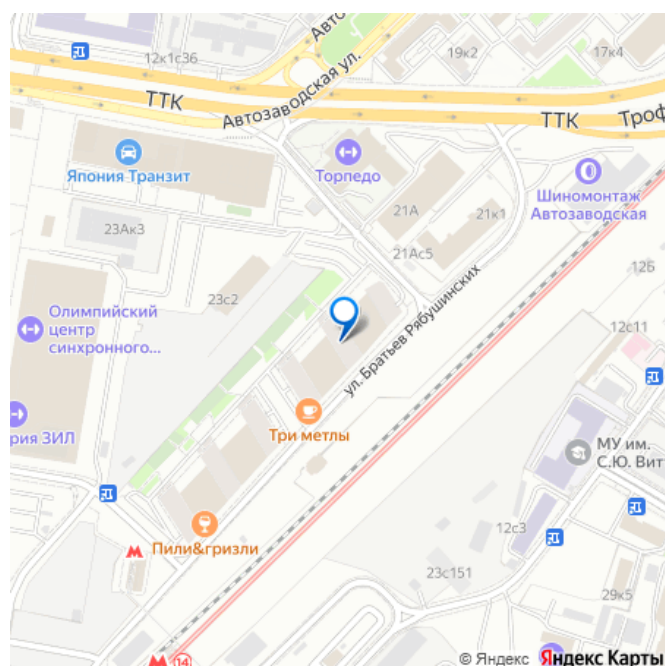 12к1с36
Автозаводская ул.
19к2
17к4
ТТК
ТТК
Япония Транзит
Торпедо
Шиномонтаж
Автозаводская
21А
21к1
23Ак3
21Ас5
12Б
ул. Братьев Рябушинских
23с2
Олимпийский
центр
синхронного...
12с11
Три метлы
рия ЗИЛ
МУ им.
С.Ю. Вит
Пили&гризли
12с3
23с151
29к5
14
© Яндекс Яндекс Карты